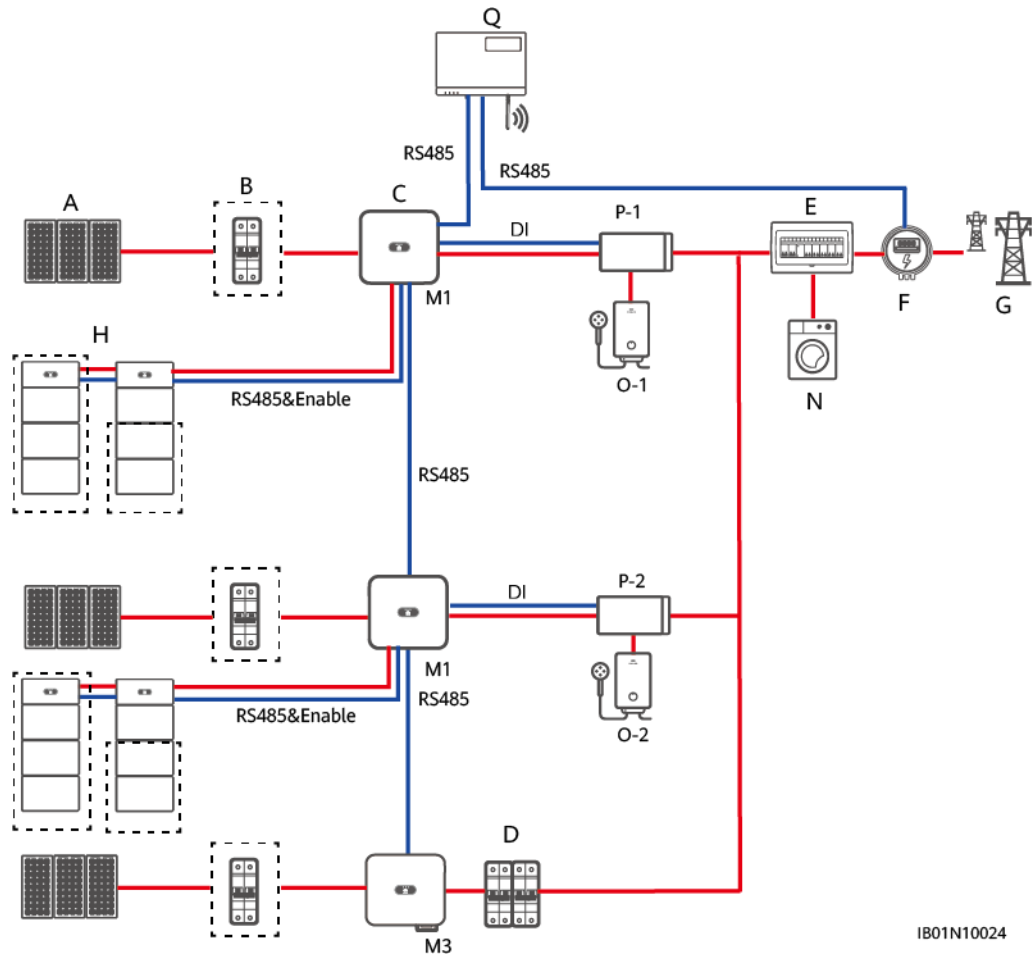 Q
RS485
RS485
A
B
C
DI
P-1
E
M1
O-1
N
F
G
H
RS485&Enable
RS485
DI
P-2
M1
RS485
RS485&Enable
O-2
D
M3
IB01N10024